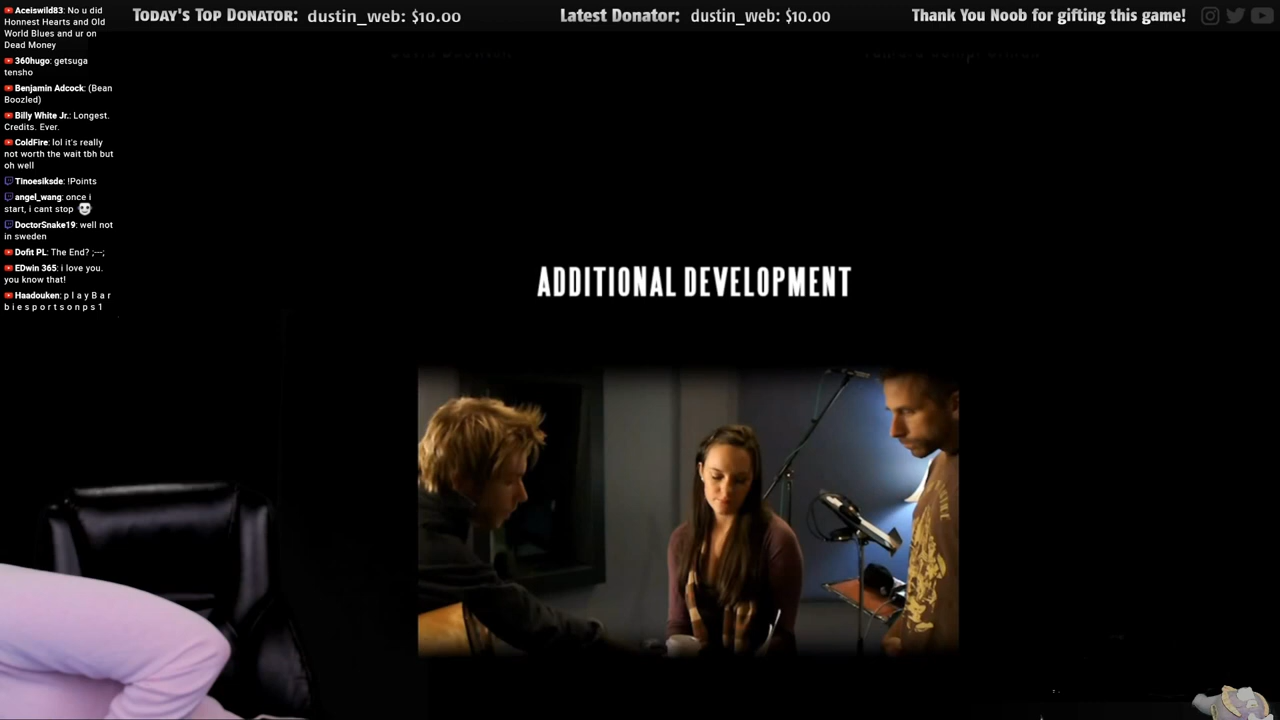 Today's Top Donator: dustin_web: $10.00
Latest Donator: dustin_web: $10.00
Thank You Noob for gifting this game!
Aceiswild83: No u did
Honnest Hearts and Old
World Blues and ur on
Dead Money
360hugo: getsuga
tensho
Benjamin Adcock: (Bean
Boozled)
Billy White Jr.: Longest.
Credits. Ever.
ColdFire: lol it's really
not worth the wait tbh but
oh well
Tinoesiksde: !Points
angel_wang: once i
start, i cant stop
DoctorSnake19: well not
in sweden
Dofit PL: The End? ;---;
EDwin 365: i love you.
you know that!
Haadouken: p l a y B a r
b i e s p o r t s o n p s 1
ADDITIONAL DEVELOPMENT